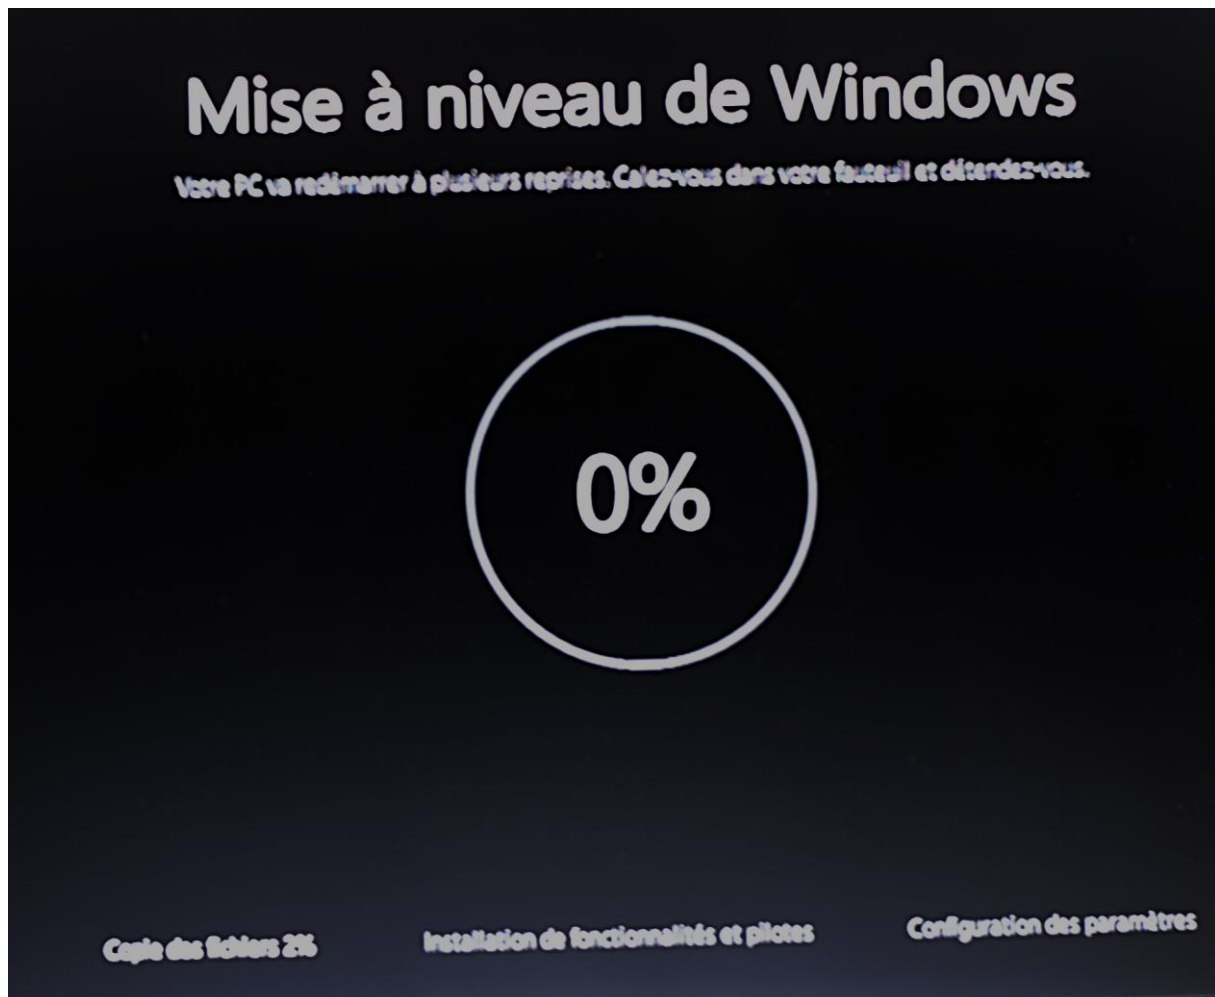 Mise à niveau de Windows
Votre PC va redémarrer à plusieurs reprises. Calez-vous dans votre fauteuil et détendez-vous.
0%
Copie des fichiers 2%
Installation de fonctionnalités et pilotes
Configuration des paramètres